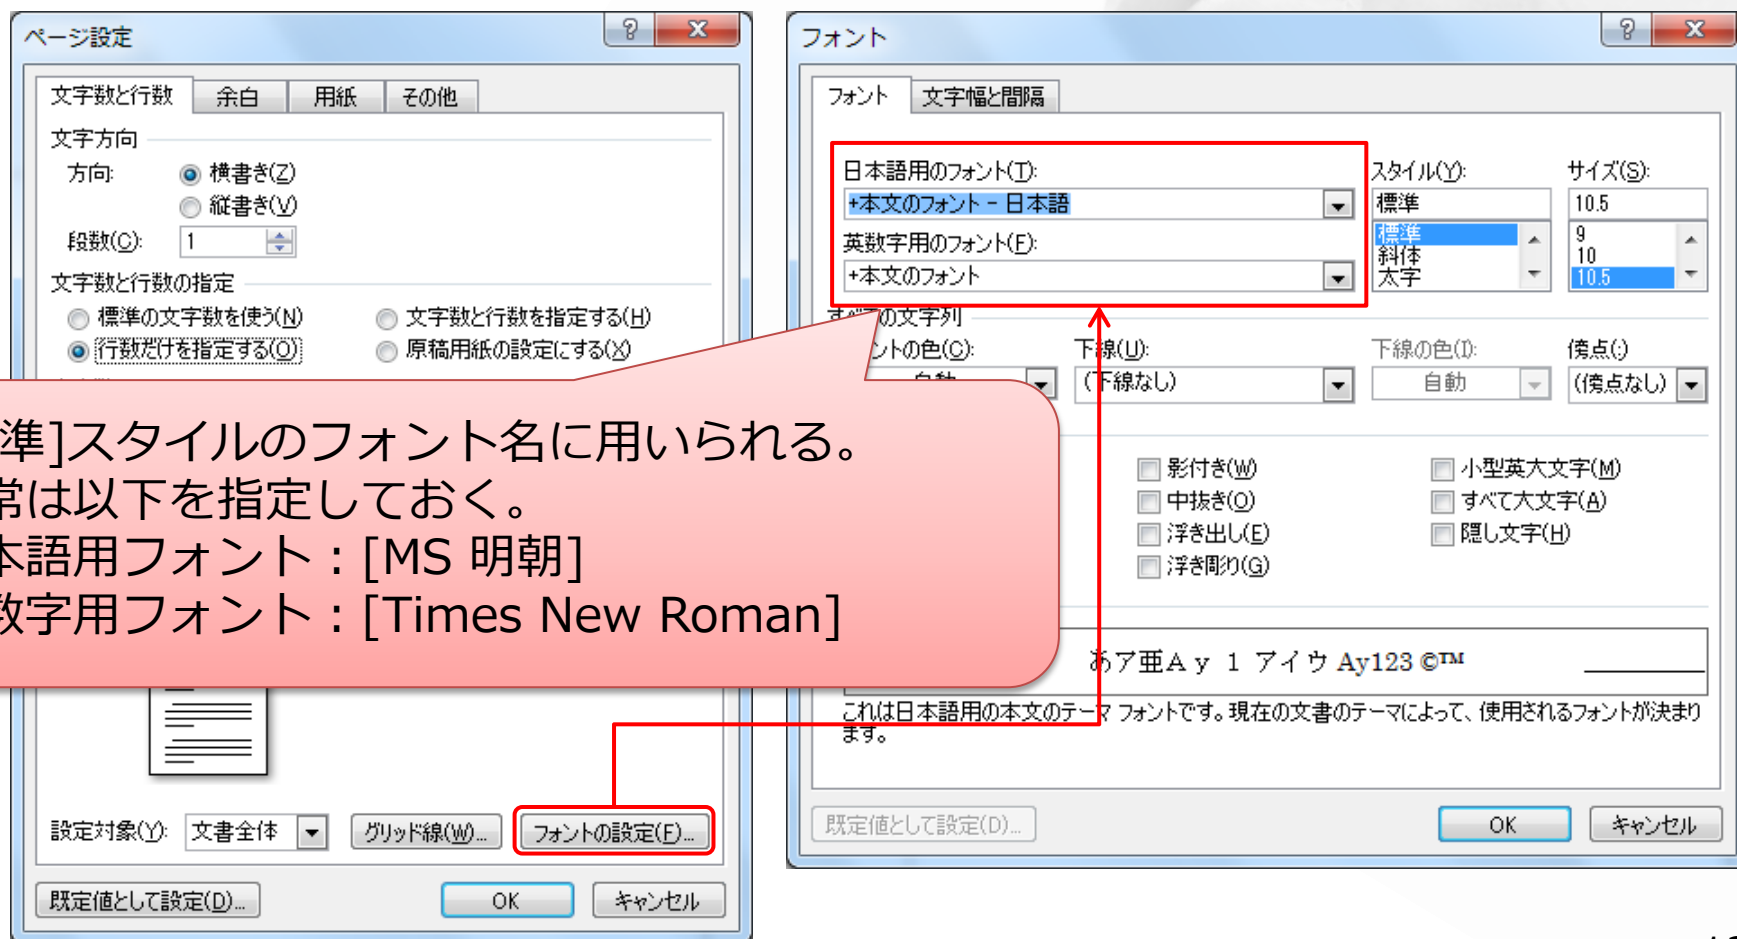 ページ設定
文字数と行数 余白 用紙 その他
文字方向
方向: 横書き(Z)
縦書き(V)
段数(C): 1
文字数と行数の指定
標準の文字数を使う(N) 文字数と行数を指定する(H)
行数だけを指定する(O) 原稿用紙の設定にする(X)
準]スタイルのフォント名に用いられる。
常は以下を指定しておく。
本語用フォント：[MS 明朝]
数字用フォント：[Times New Roman]
設定対象(Y): 文書全体 グリッド線(W)... フォントの設定(F)...
既定値として設定(D)... OK キャンセル
フォント
フォント 文字幅と間隔
日本語用のフォント(T): スタイル(Y): サイズ(S):
+本文のフォント - 日本語 標準 10.5
英数字用のフォント(F): 標準 9
斜体 10
+本文のフォント 太字 10.5
すべての文字列
ントの色(C): 下線(U): 下線の色(I): 傍点(:)
自動 (下線なし) 自動 (傍点なし)
影付き(W) 小型英大文字(M)
中抜き(O) すべて大文字(A)
浮き出し(E) 隠し文字(H)
浮き彫り(G)
あア亜Ａｙ １ アイウ Ay123 ©™
これは日本語用の本文のテーマ フォントです。現在の文書のテーマによって、使用されるフォントが決まり
ます。
既定値として設定(D)... OK キャンセル